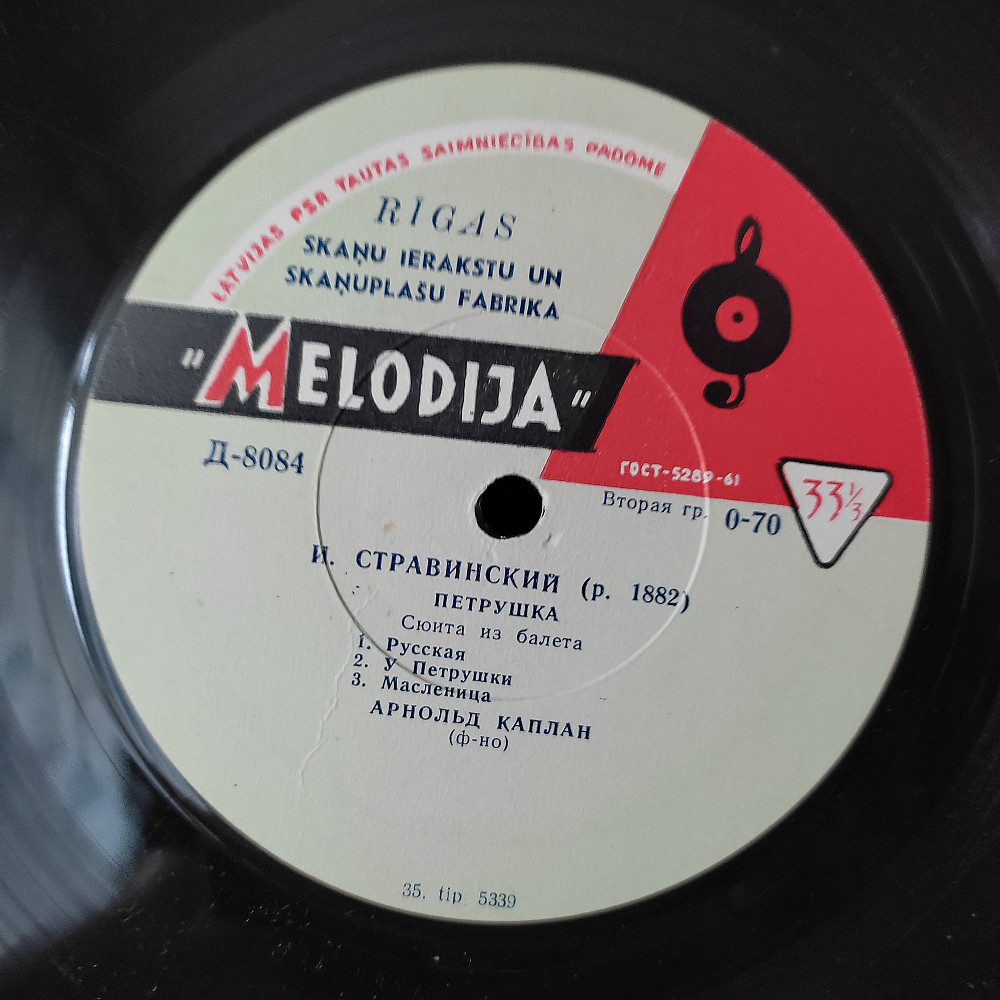 LATVIJAS PSR TAUTAS SAIMNIECĪBAS PADOME
RĪGAS
SKAŅU IERAKSTU UN
SKAŅUPLAŠU FABRIKA
"MELODIJA"
Д-8084
ГОСТ-5289-61
Вторая гр. 0-70
33⅓
И. СТРАВИНСКИЙ (р. 1882)
ПЕТРУШКА
Сюита из балета
1. Русская
2. У Петрушки
3. Масленица
АРНОЛЬД КАПЛАН
(ф-но)
35. tip. 5339